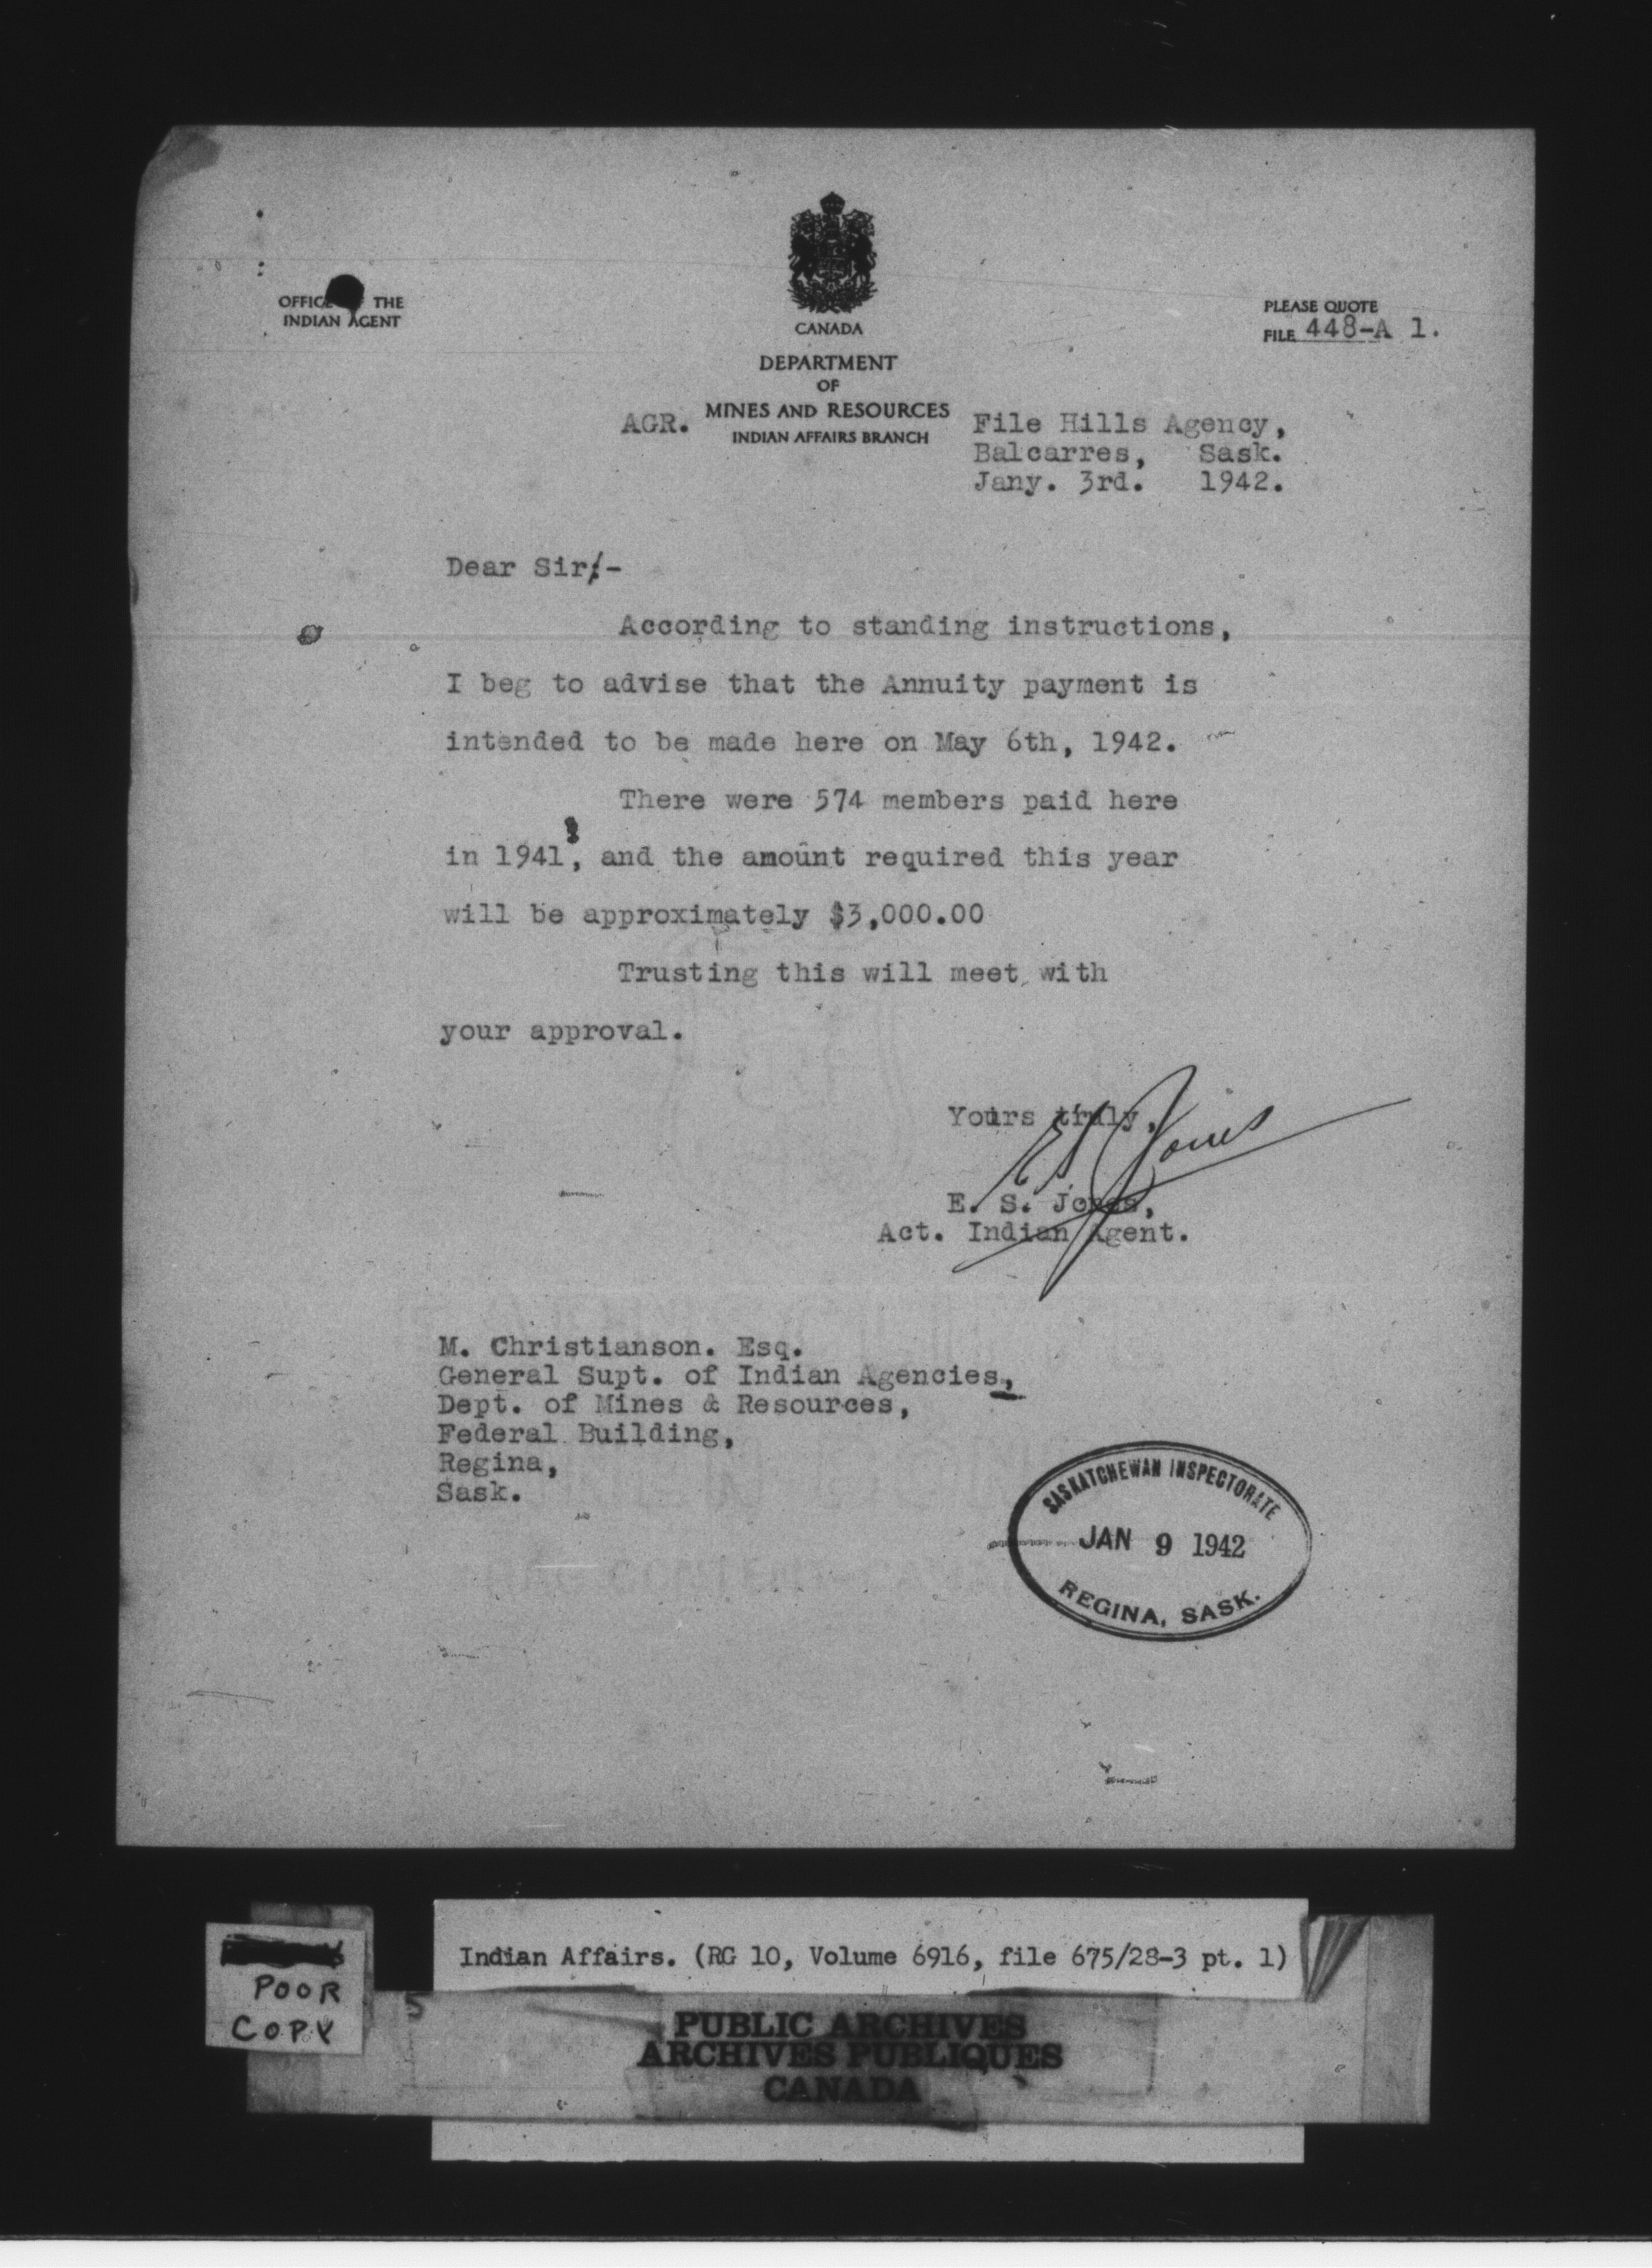 OFFICE OF THE
INDIAN AGENT
CANADA
DEPARTMENT
OF
MINES AND RESOURCES
INDIAN AFFAIRS BRANCH
PLEASE QUOTE
FILE 448-A 1.
AGR.
File Hills Agency,
Balcarres, Sask.
Jany. 3rd. 1942.
Dear Sir:-
According to standing instructions,
I beg to advise that the Annuity payment is
intended to be made here on May 6th, 1942.
There were 574 members paid here
in 1941, and the amount required this year
will be approximately $3,000.00
Trusting this will meet with
your approval.
Yours truly,
E S Jones
E. S. Jones,
Act. Indian Agent.
M. Christianson. Esq.
General Supt. of Indian Agencies.,
Dept. of Mines & Resources,
Federal Building,
Regina,
Sask.
SASKATCHEWAN INSPECTORATE
JAN 9 1942
REGINA, SASK.
Indian Affairs. (RG 10, Volume 6916, file 675/28-3 pt. 1)
POOR
COPY
5
PUBLIC ARCHIVES
ARCHIVES PUBLIQUES
CANADA